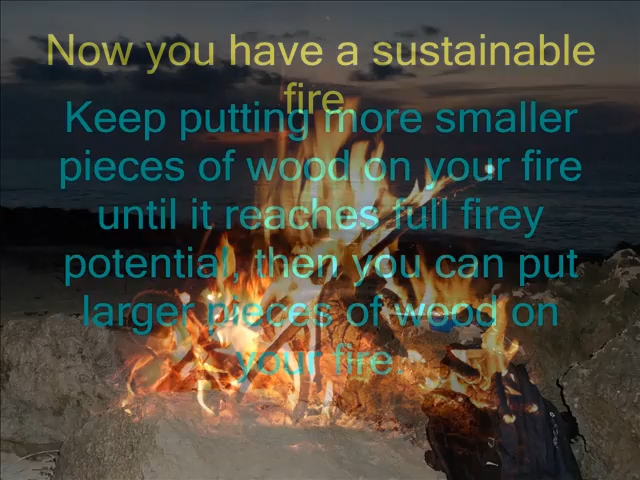 Now you have a sustainable
fire.
Keep putting more smaller
pieces of wood on your fire
until it reaches full firey
potential, then you can put
larger pieces of wood on
your fire.